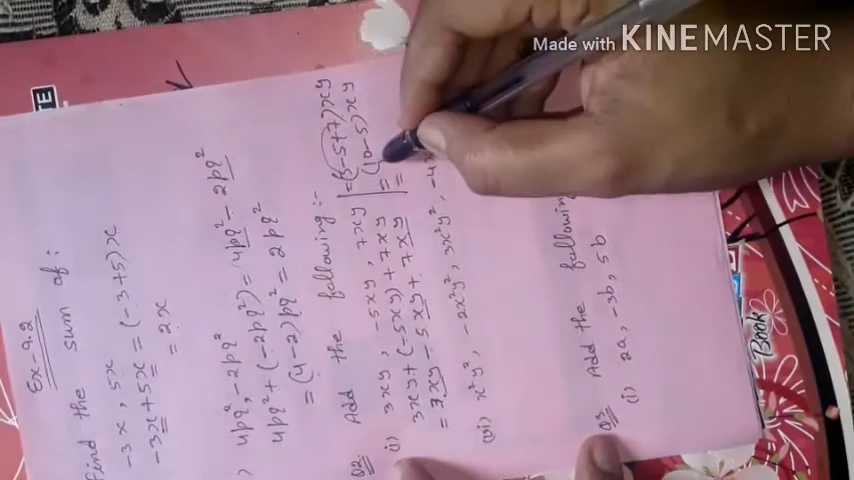 Made with KINEMASTER
Ex-9.2
find the sum of:
-3x, 5x
-3x + 5x = (-3+5)x
= 2x
) 4pq², -2pq²
4pq² + (-2pq²) = 4pq² - 2pq²
= (4-2)pq² = 2pq²
Q2 Add the following:-
(i) 3xy, -5xy, 7xy
3xy + (-5xy) + 7xy
= 3xy - 5xy + 7xy
= (3-5+7)xy
= (10-5)xy
=
(vi) x²y², -2x²y², 3x²y², -4x
Q3 Add the following
(i) 2a, -3b, 5b
Book